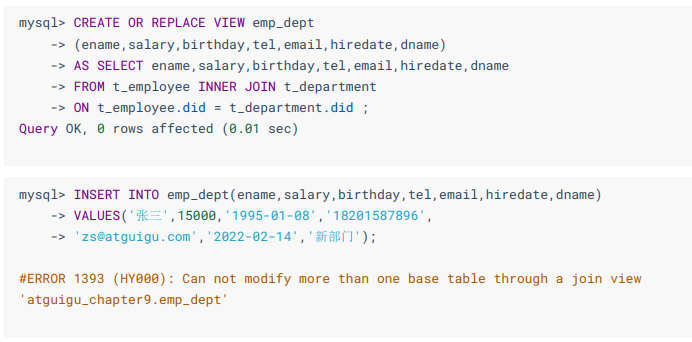 mysql> CREATE OR REPLACE VIEW emp_dept
    -> (ename,salary,birthday,tel,email,hiredate,dname)
    -> AS SELECT ename,salary,birthday,tel,email,hiredate,dname
    -> FROM t_employee INNER JOIN t_department
    -> ON t_employee.did = t_department.did ;
Query OK, 0 rows affected (0.01 sec)
mysql> INSERT INTO emp_dept(ename,salary,birthday,tel,email,hiredate,dname)
    -> VALUES('张三',15000,'1995-01-08','18201587896',
    -> 'zs@atguigu.com','2022-02-14','新部门');
#ERROR 1393 (HY000): Can not modify more than one base table through a join view
'atguigu_chapter9.emp_dept'